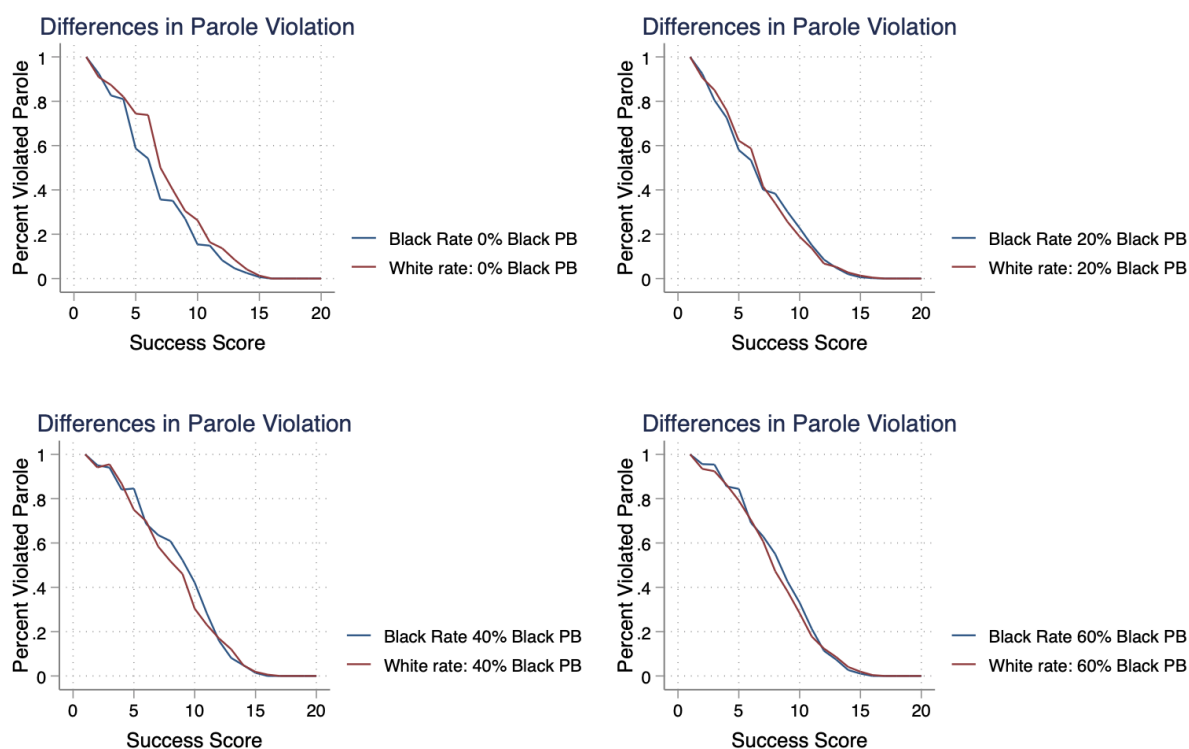 Differences in Parole Violation
Percent Violated Parole
1
.8
.6
.4
.2
0
0 5 10 15 20
Success Score
Black Rate 0% Black PB
White rate: 0% Black PB
Differences in Parole Violation
Percent Violated Parole
1
.8
.6
.4
.2
0
0 5 10 15 20
Success Score
Black Rate 20% Black PB
White rate: 20% Black PB
Differences in Parole Violation
Percent Violated Parole
1
.8
.6
.4
.2
0
0 5 10 15 20
Success Score
Black Rate 40% Black PB
White rate: 40% Black PB
Differences in Parole Violation
Percent Violated Parole
1
.8
.6
.4
.2
0
0 5 10 15 20
Success Score
Black Rate 60% Black PB
White rate: 60% Black PB